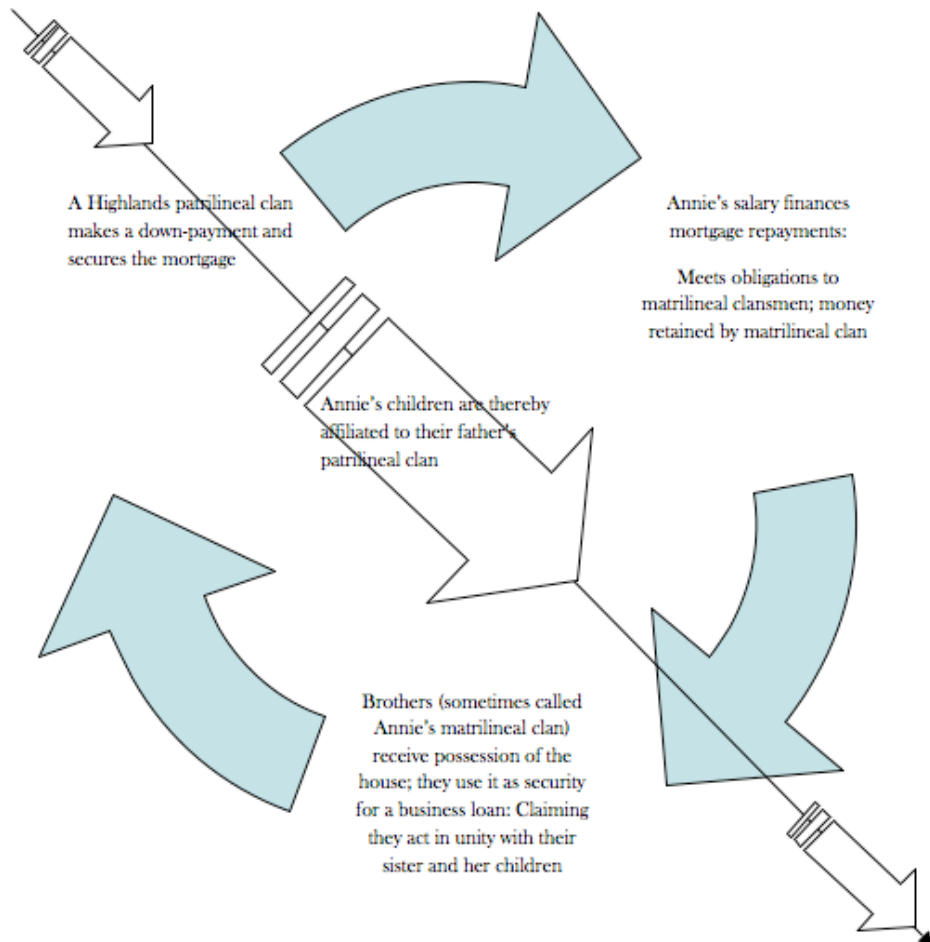 A Highlands patrilineal clan
makes a down-payment and
secures the mortgage
Annie's salary finances
mortgage repayments:
Meets obligations to
matrilineal clansmen; money
retained by matrilineal clan
Annie's children are thereby
affiliated to their father's
patrilineal clan
Brothers (sometimes called
Annie's matrilineal clan)
receive possession of the
house; they use it as security
for a business loan: Claiming
they act in unity with their
sister and her children